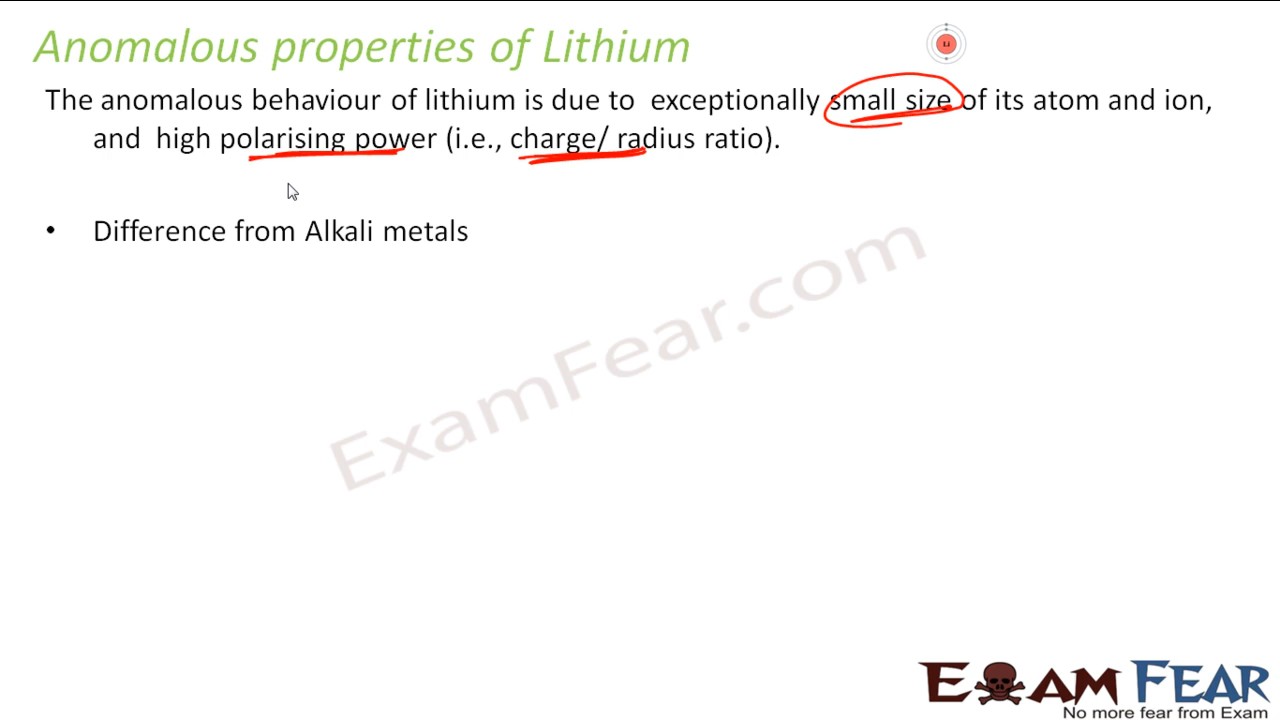 Anomalous properties of Lithium
Li
The anomalous behaviour of lithium is due to exceptionally small size of its atom and ion,
and high polarising power (i.e., charge/ radius ratio).
• Difference from Alkali metals
ExamFear.com
EXAM FEAR
No more fear from Exam